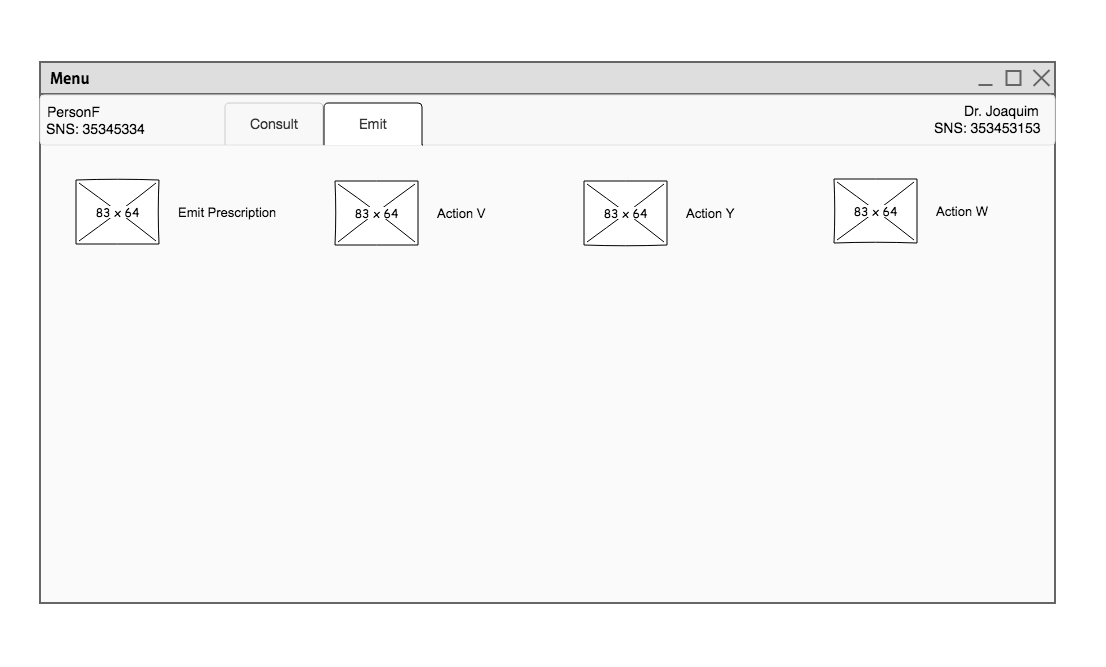 Menu
PersonF
SNS: 35345334
Consult
Emit
Dr. Joaquim
SNS: 353453153
83 x 64
Emit Prescription
83 x 64
Action V
83 x 64
Action Y
83 x 64
Action W